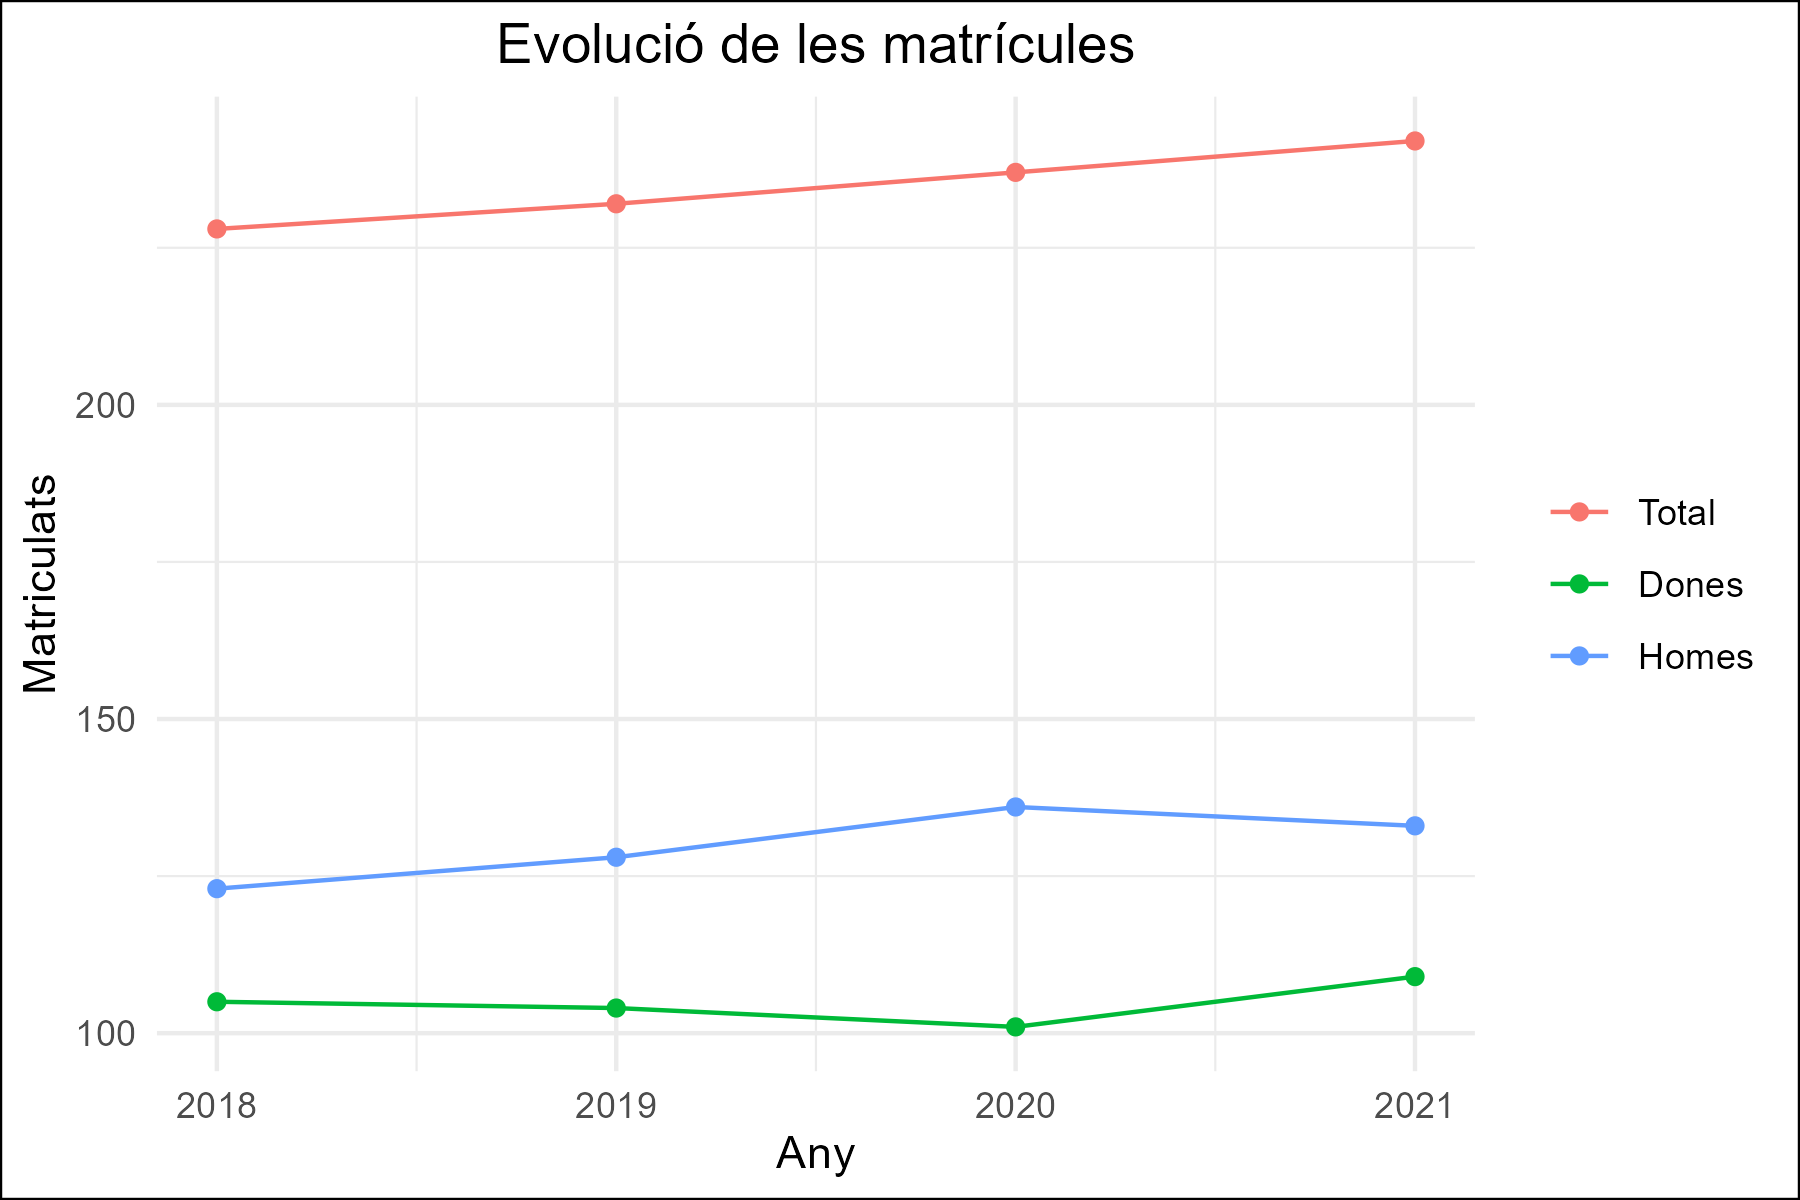 Evolució de les matrícules
200
150
100
Matriculats
2018
2019
2020
2021
Any
Total
Dones
Homes